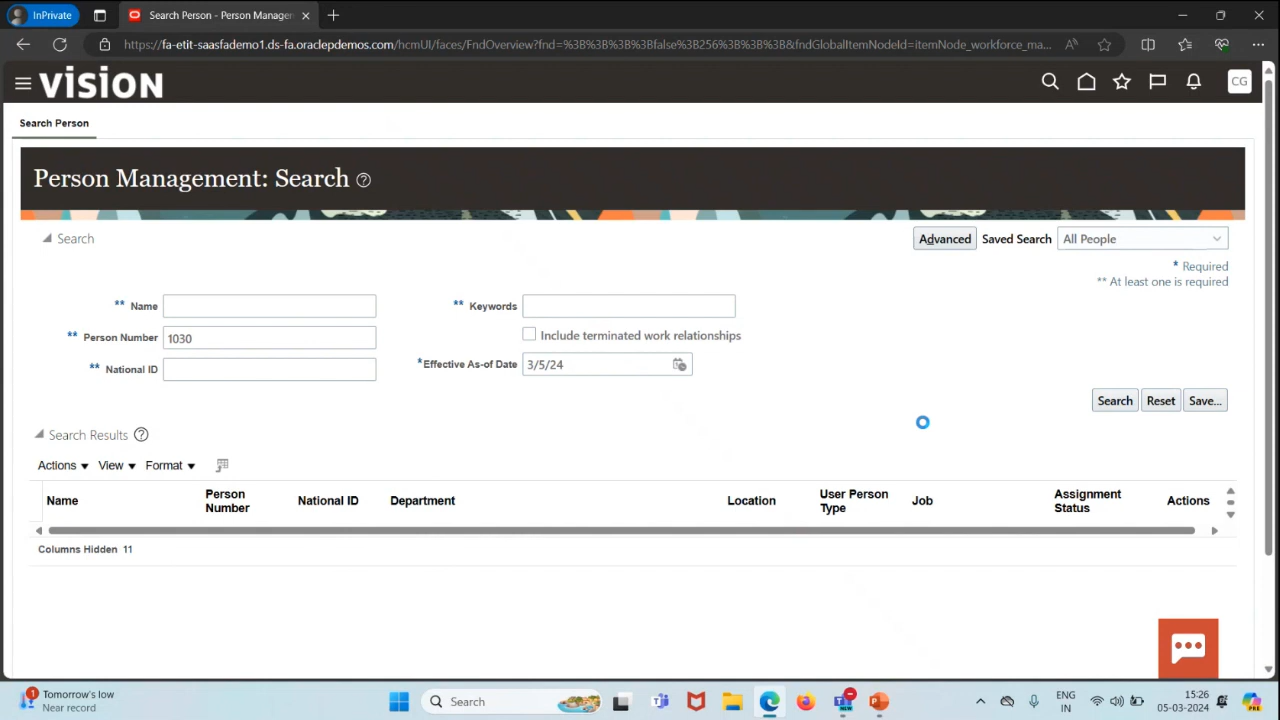 InPrivate
Search Person - Person Manager
https://fa-etit-saasfademo1.ds-fa.oraclepdemos.com/hcmUI/faces/FndOverview?fnd=%3B%3B%3B%3Bfalse%3B256%3B%3B%3B&fndGlobalItemNodeId=itemNode_workforce_ma...
vision
CG
Search Person
Person Management: Search
Search
Advanced Saved Search All People
* Required
** At least one is required
** Name
** Keywords
** Person Number 1030
Include terminated work relationships
** National ID
*Effective As-of Date 3/5/24
Search Reset Save...
Search Results
Actions View Format
Name Person Number National ID Department Location User Person Type Job Assignment Status Actions
Columns Hidden 11
1 Tomorrow's low
Near record
Search
NEW
PRE
ENG
IN
15:26
05-03-2024